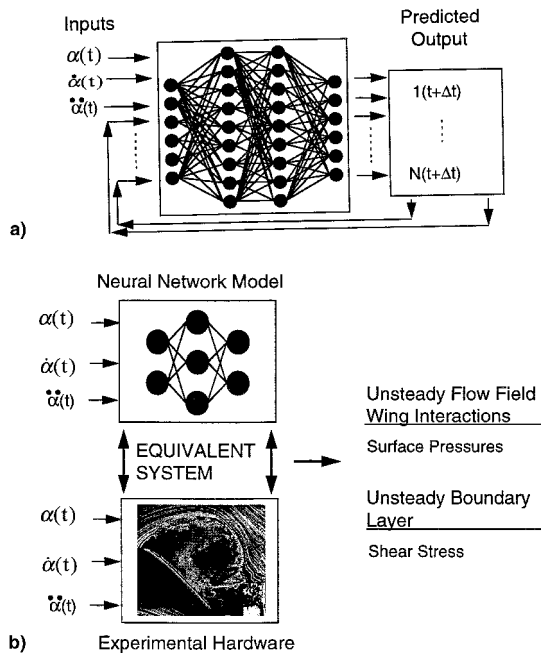 Inputs
Predicted
Output
α(t)
α̇(t)
α̈(t)
1(t+Δt)
N(t+Δt)
a)
Neural Network Model
α(t)
α̇(t)
α̈(t)
EQUIVALENT
SYSTEM
Unsteady Flow Field
Wing Interactions
Surface Pressures
Unsteady Boundary
Layer
Shear Stress
α(t)
α̇(t)
α̈(t)
b)
Experimental Hardware